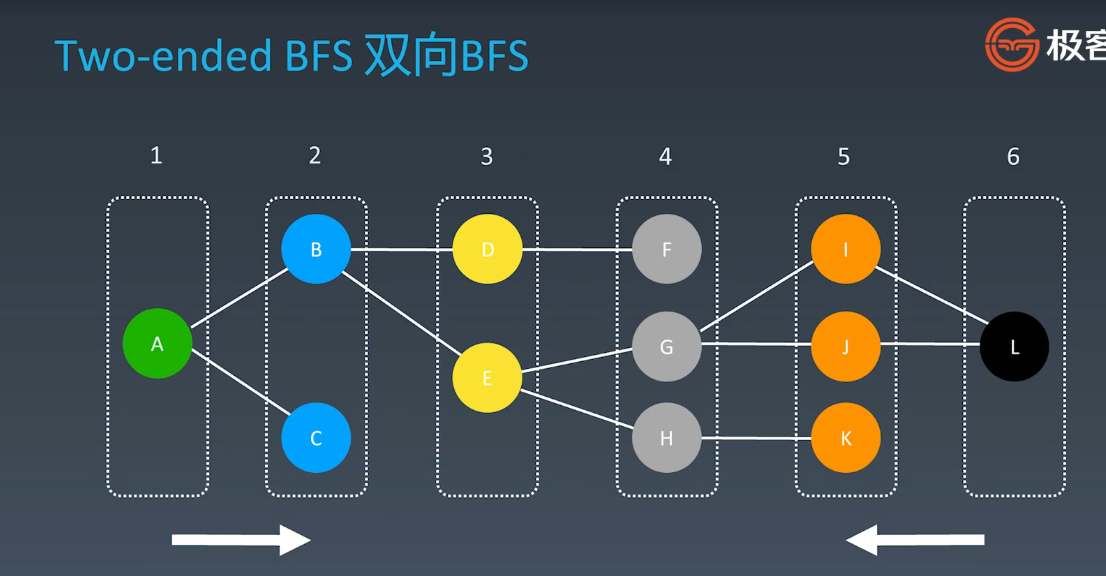 Two-ended BFS 双向BFS
极客
1 2 3 4 5 6
B D F I
A G J L
E
C H K